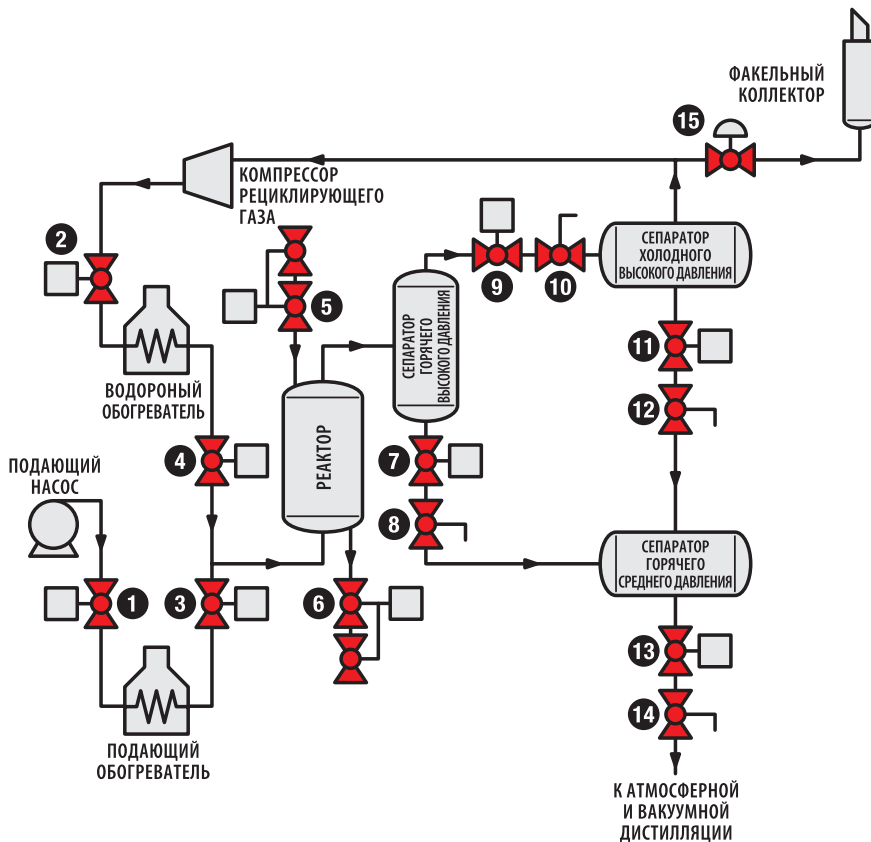 ФАКЕЛЬНЫЙ
КОЛЛЕКТОР
15
КОМПРЕССОР
РЕЦИКЛИРУЮЩЕГО
ГАЗА
2
5
9
10
СЕПАРАТОР
ХОЛОДНОГО
ВЫСОКОГО ДАВЛЕНИЯ
СЕПАРАТОР
ГОРЯЧЕГО
ВЫСОКОГО ДАВЛЕНИЯ
11
12
ВОДОРОНЫЙ
ОБОГРЕВАТЕЛЬ
РЕАКТОР
4
7
8
ПОДАЮЩИЙ
НАСОС
1
3
6
СЕПАРАТОР
ГОРЯЧЕГО
СРЕДНЕГО ДАВЛЕНИЯ
13
14
ПОДАЮЩИЙ
ОБОГРЕВАТЕЛЬ
К АТМОСФЕРНОЙ
И ВАКУУМНОЙ
ДИСТИЛЛЯЦИИ